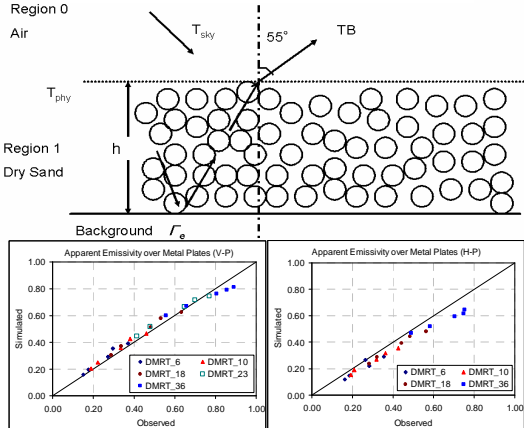 Region 0
Air
T sky
55°
TB
T phy
Region 1
Dry Sand
h
Background Γe
Apparent Emissivity over Metal Plates (V-P)
Simulated
1.00
0.80
0.60
0.40
0.20
0.00
0.00 0.20 0.40 0.60 0.80 1.00
Observed
DMRT_6 DMRT_10
DMRT_18 DMRT_23
DMRT_36
Apparent Emissivity over Metal Plates (H-P)
Simulated
1.00
0.80
0.60
0.40
0.20
0.00
0.00 0.20 0.40 0.60 0.80 1.00
Observed
DMRT_6 DMRT_10
DMRT_18 DMRT_36